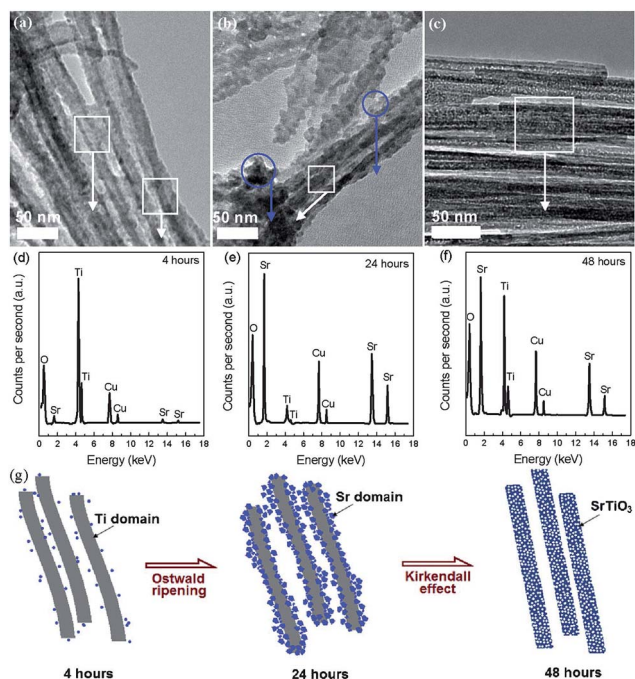 (a)
50 nm
(b)
50 nm
(c)
50 nm
(d)
4 hours
Counts per second (a.u.)
O
Sr
Ti
Ti
Cu
Cu
Sr
Sr
0 2 4 6 8 10 12 14 16 18
Energy (keV)
(e)
24 hours
Counts per second (a.u.)
O
Sr
Ti
Ti
Cu
Cu
Sr
Sr
0 2 4 6 8 10 12 14 16 18
Energy (keV)
(f)
48 hours
Counts per second (a.u.)
O
Sr
Ti
Ti
Cu
Cu
Sr
Sr
0 2 4 6 8 10 12 14 16 18
Energy (keV)
(g)
Ti domain
4 hours
Ostwald
ripening
Sr domain
24 hours
Kirkendall
effect
SrTiO3
48 hours